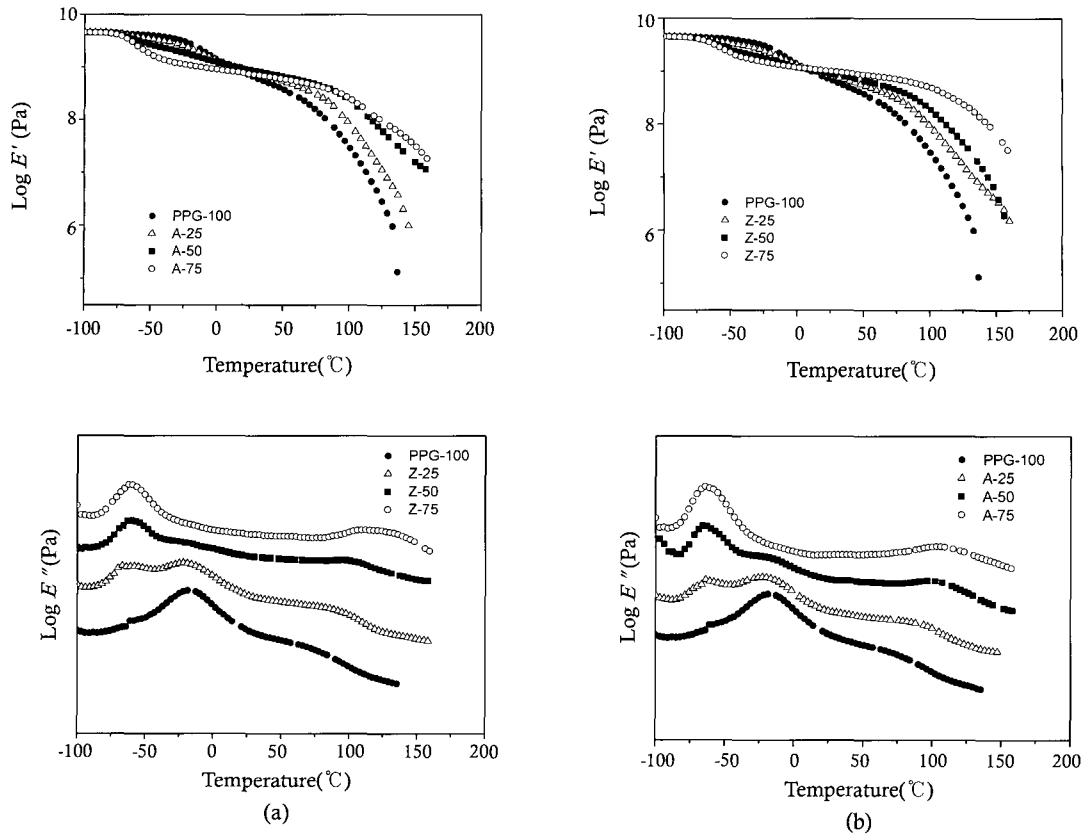 10
8
6
Log E′ (Pa)
PPG-100
A-25
A-50
A-75
-100 -50 0 50 100 150 200
Temperature(℃)
10
8
6
Log E′ (Pa)
PPG-100
Z-25
Z-50
Z-75
-100 -50 0 50 100 150 200
Temperature(℃)
Log E″(Pa)
PPG-100
Z-25
Z-50
Z-75
-100 -50 0 50 100 150 200
Temperature(℃)
(a)
Log E″(Pa)
PPG-100
A-25
A-50
A-75
-100 -50 0 50 100 150 200
Temperature(℃)
(b)